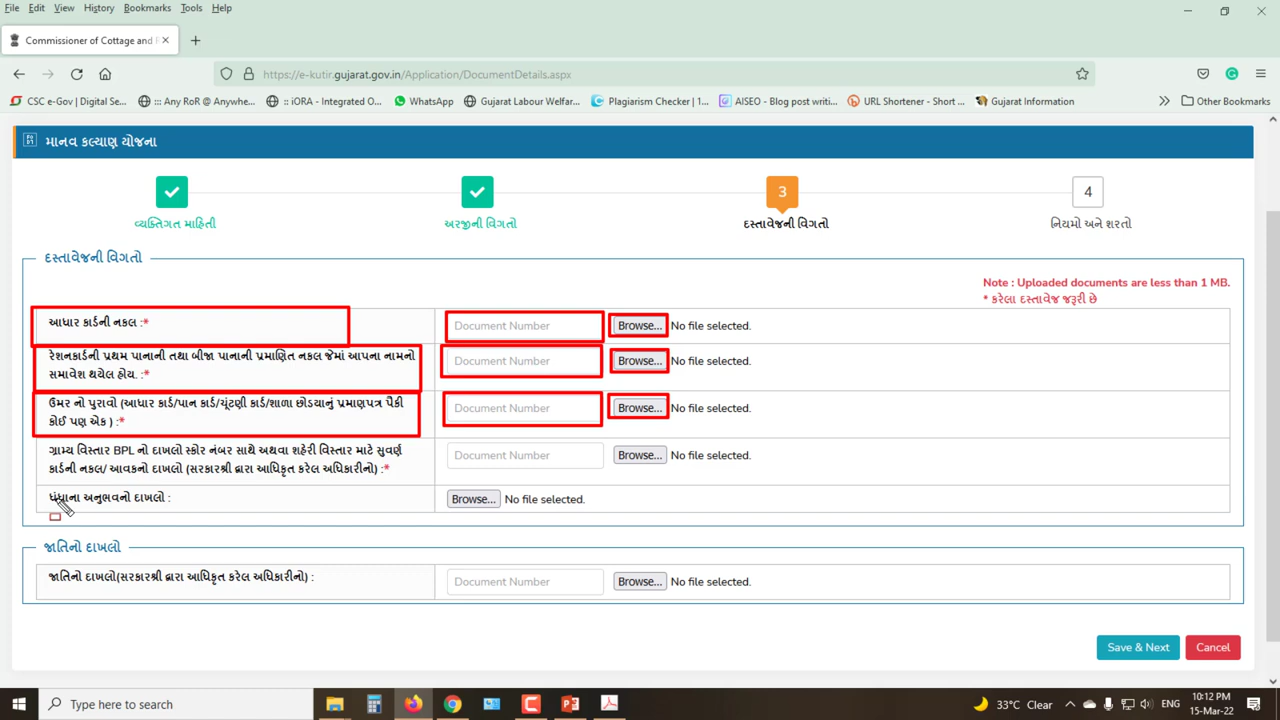 File Edit View History Bookmarks Tools Help
Commissioner of Cottage and
https://e-kutir.gujarat.gov.in/Application/DocumentDetails.aspx
CSC e-Gov | Digital Se... ::: Any RoR @ Anywhe... :: iORA - Integrated O... WhatsApp Gujarat Labour Welfar... Plagiarism Checker | 1... AISEO - Blog post writi... URL Shortener - Short ... Gujarat Information Other Bookmarks
માનવ કલ્યાણ યોજના
3 4
વ્યક્તિગત માહિતી અરજીની વિગતો દસ્તાવેજની વિગતો નિયમો અને શરતો
દસ્તાવેજની વિગતો
Note : Uploaded documents are less than 1 MB.
* કરેલા દસ્તાવેજ જરૂરી છે
આધાર કાર્ડની નકલ :* Document Number Browse... No file selected.
રેશનકાર્ડની પ્રથમ પાનાની તથા બીજા પાનાની પ્રમાણિત નકલ જેમાં આપના નામનો
સમાવેશ થયેલ હોય. :* Document Number Browse... No file selected.
ઉંમર નો પુરાવો (આધાર કાર્ડ/પાન કાર્ડ/ચૂંટણી કાર્ડ/શાળા છોડયાનું પ્રમાણપત્ર પૈકી
કોઈ પણ એક ) :* Document Number Browse... No file selected.
ગ્રામ્ય વિસ્તાર BPL નો દાખલો સ્કોર નંબર સાથે અથવા શહેરી વિસ્તાર માટે સુવર્ણ
કાર્ડની નકલ/ આવકનો દાખલો (સરકારશ્રી દ્વારા આધિકૃત કરેલ અધિકારીનો) :* Document Number Browse... No file selected.
ધંધાના અનુભવનો દાખલો : Browse... No file selected.
જાતિનો દાખલો
જાતિનો દાખલો(સરકારશ્રી દ્વારા આધિકૃત કરેલ અધિકારીનો) : Document Number Browse... No file selected.
Save & Next Cancel
Type here to search 33°C Clear ENG 10:12 PM
15-Mar-22